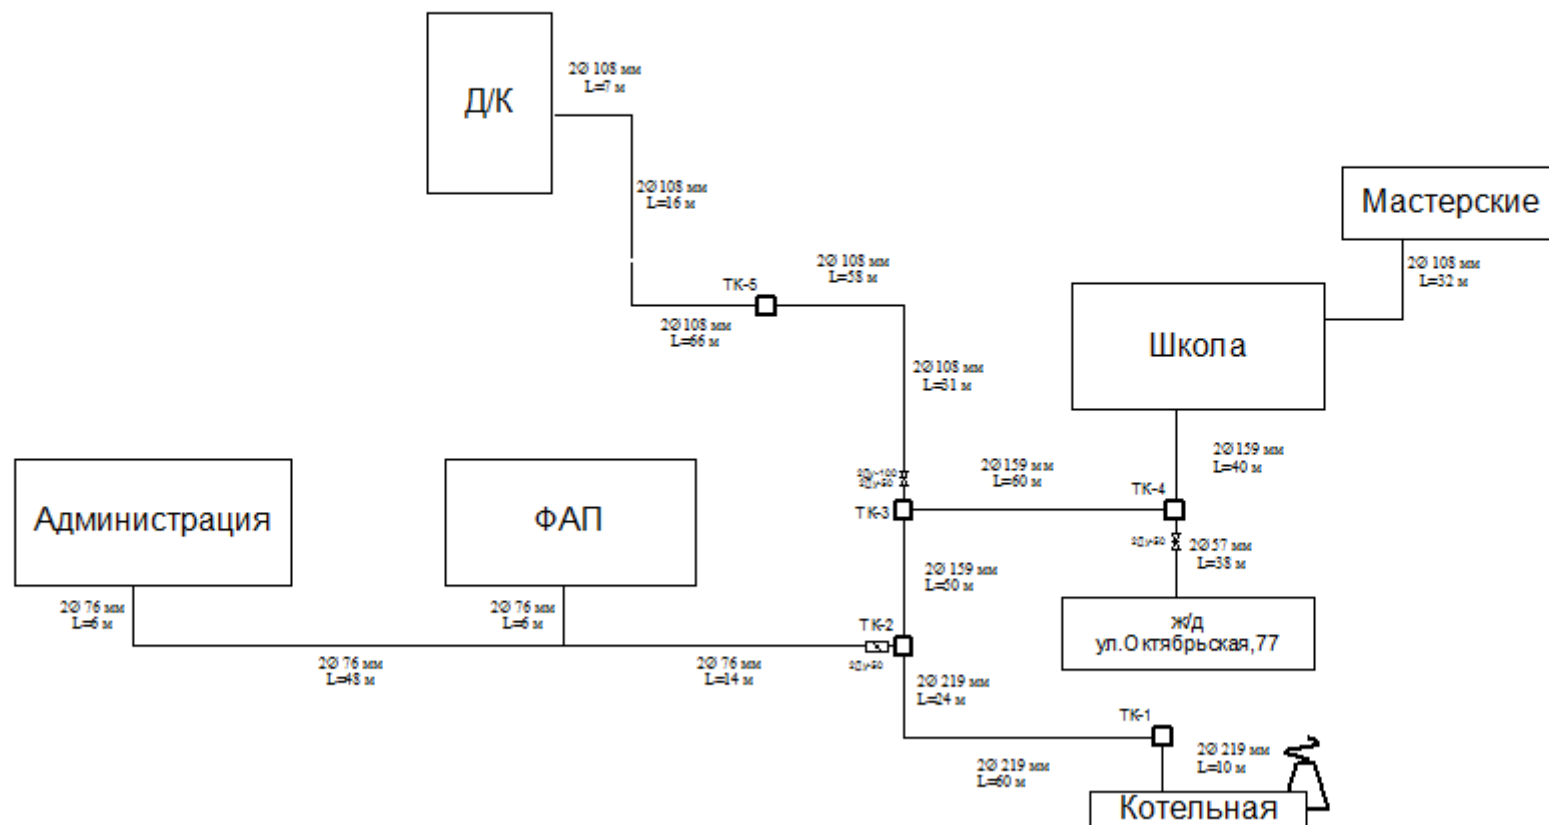 2Ø 108 мм
L=7 м
Д/К
2Ø 108 мм
L=16 м
Мастерские
2Ø 108 мм
L=58 м
2Ø 108 мм
L=32 м
ТК-5
2Ø 108 мм
L=66 м
Школа
2Ø 108 мм
L=31 м
2Ø 159 мм
L=40 м
2Ø 159 мм
L=60 м
ТК-4
ТК-3
Администрация
ФАП
2Ø 57 мм
L=38 м
2Ø 159 мм
L=50 м
2Ø 76 мм
L=6 м
2Ø 76 мм
L=6 м
ТК-2
ж/д
ул.Октябрьская,77
2Ø 76 мм
L=48 м
2Ø 76 мм
L=14 м
2Ø 219 мм
L=24 м
ТК-1
2Ø 219 мм
L=10 м
2Ø 219 мм
L=60 м
Котельная